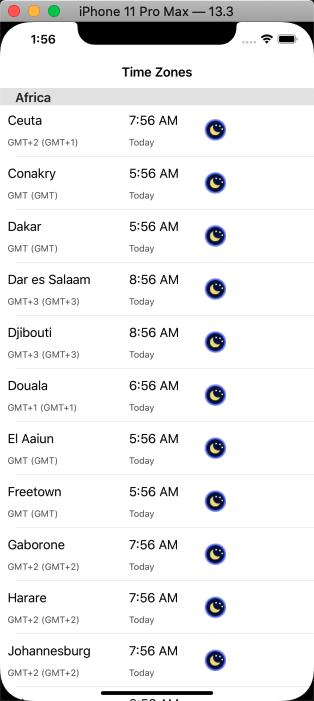 iPhone 11 Pro Max — 13.3
1:56
Time Zones
Africa
Ceuta 7:56 AM
GMT+2 (GMT+1) Today
Conakry 5:56 AM
GMT (GMT) Today
Dakar 5:56 AM
GMT (GMT) Today
Dar es Salaam 8:56 AM
GMT+3 (GMT+3) Today
Djibouti 8:56 AM
GMT+3 (GMT+3) Today
Douala 6:56 AM
GMT+1 (GMT+1) Today
El Aaiun 5:56 AM
GMT (GMT) Today
Freetown 5:56 AM
GMT (GMT) Today
Gaborone 7:56 AM
GMT+2 (GMT+2) Today
Harare 7:56 AM
GMT+2 (GMT+2) Today
Johannesburg 7:56 AM
GMT+2 (GMT+2) Today